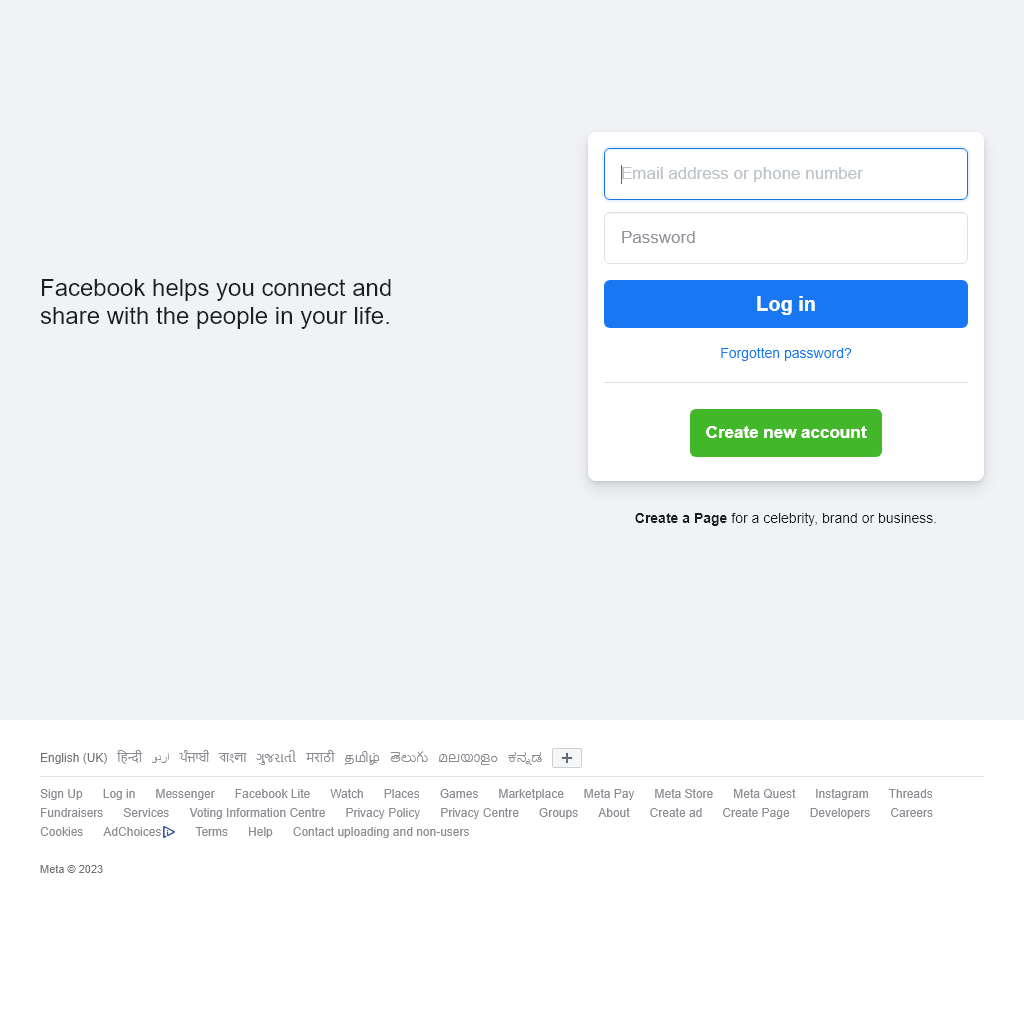 Facebook helps you connect and
share with the people in your life.
Email address or phone number
Password
Log in
Forgotten password?
Create new account
Create a Page for a celebrity, brand or business.
English (UK) हिन्दी اردو ਪੰਜਾਬੀ বাংলা ગુજરાતી मराठी தமிழ் తెలుగు മലയാളം ಕನ್ನಡ
Sign Up Log in Messenger Facebook Lite Watch Places Games Marketplace Meta Pay Meta Store Meta Quest Instagram Threads
Fundraisers Services Voting Information Centre Privacy Policy Privacy Centre Groups About Create ad Create Page Developers Careers
Cookies AdChoices Terms Help Contact uploading and non-users
Meta © 2023